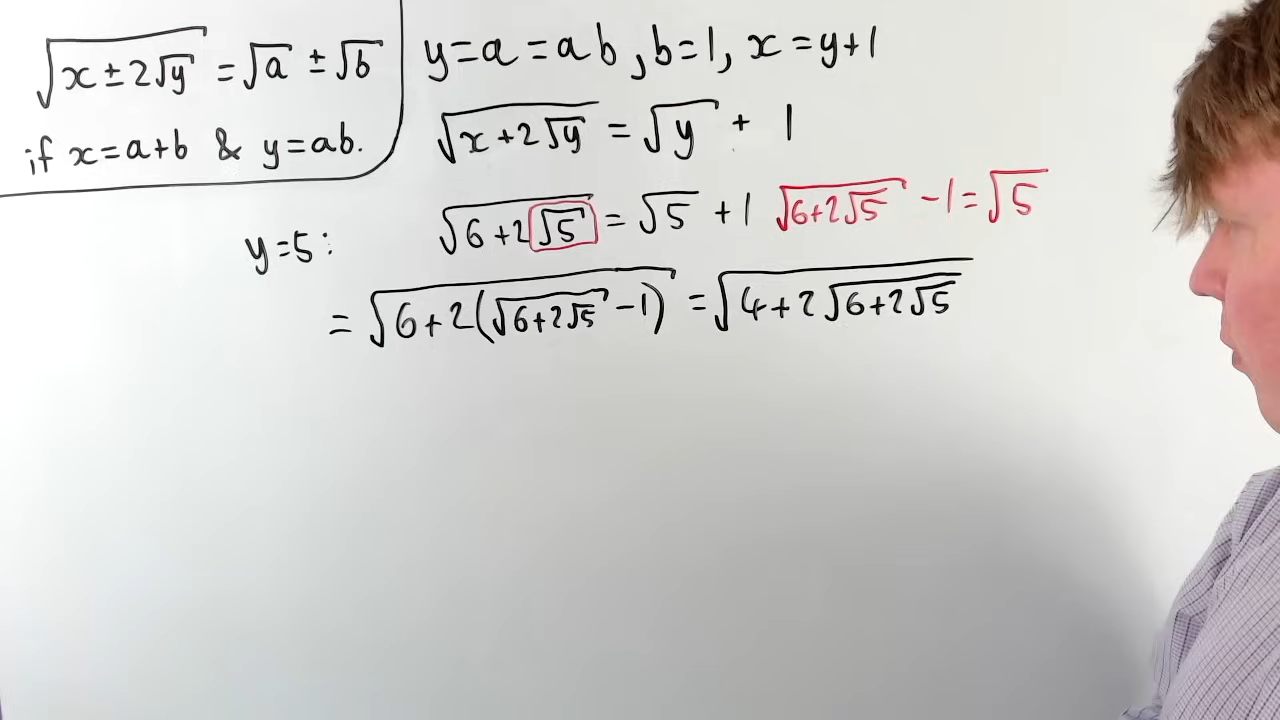 √(x±2√y) = √a ± √b
if x=a+b & y=ab.
y=a=ab, b=1, x=y+1
√(x+2√y) = √y + 1
y=5: √(6+2√5) = √5 + 1 √(6+2√5) -1=√5
= √(6+2(√(6+2√5) -1)) = √(4+2√(6+2√5))